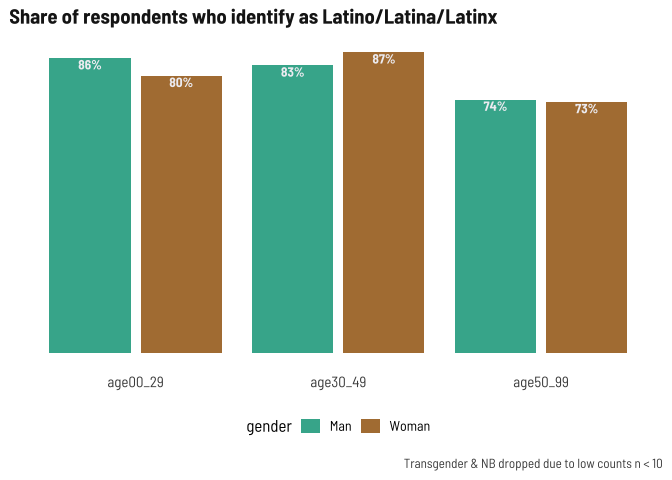 Share of respondents who identify as Latino/Latina/Latinx
86%
80%
83%
87%
74%
73%
age00_29
age30_49
age50_99
gender
Man
Woman
Transgender & NB dropped due to low counts n < 10